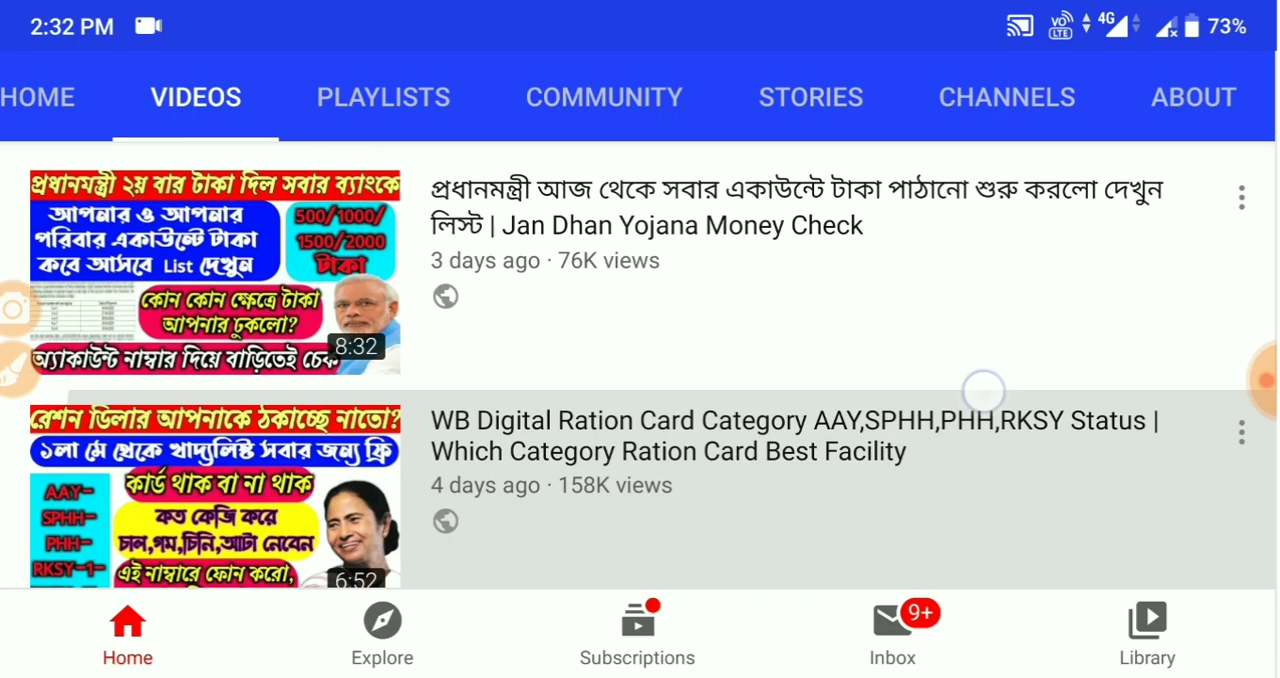 2:32 PM
VO LTE 4G 73%
HOME VIDEOS PLAYLISTS COMMUNITY STORIES CHANNELS ABOUT
প্রধানমন্ত্রী ২য় বার টাকা দিল সবার ব্যাংকে
আপনার ও আপনার
পরিবার একাউন্টে টাকা
কবে আসবে List দেখুন
500/1000/
1500/2000
টাকা
কোন কোন ক্ষেত্রে টাকা
আপনার ঢুকলো?
8:32
অ্যাকাউন্ট নাম্বার দিয়ে বাড়িতেই চেক
প্রধানমন্ত্রী আজ থেকে সবার একাউন্টে টাকা পাঠানো শুরু করলো দেখুন
লিস্ট | Jan Dhan Yojana Money Check
3 days ago · 76K views
রেশন ডিলার আপনাকে ঠকাচ্ছে নাতো?
১লা মে থেকে খাদ্যলিষ্ট সবার জন্য ফ্রি
কার্ড থাক বা না থাক
AAY-
SPHH-
PHH-
RKSY-1-
কত কেজি করে
চাল,গম,চিনি,আটা নেবেন
এই নাম্বারে ফোন করো,
6:52
WB Digital Ration Card Category AAY,SPHH,PHH,RKSY Status |
Which Category Ration Card Best Facility
4 days ago · 158K views
9+
Home Explore Subscriptions Inbox Library